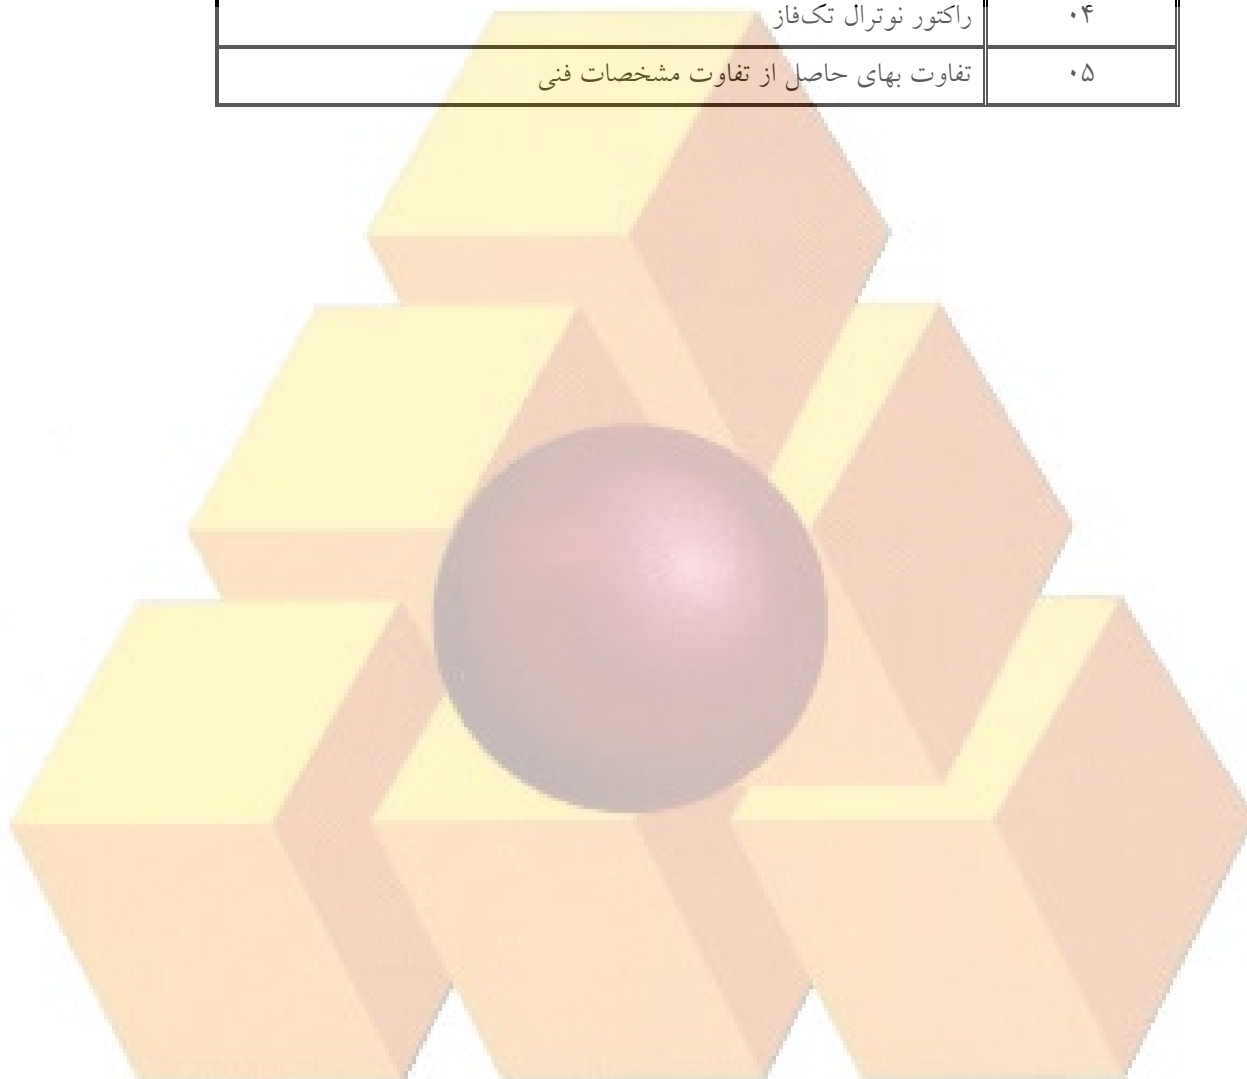 ۰۴ راکتور نوترال تک‌فاز
۰۵ تفاوت بهای حاصل از تفاوت مشخصات فنی